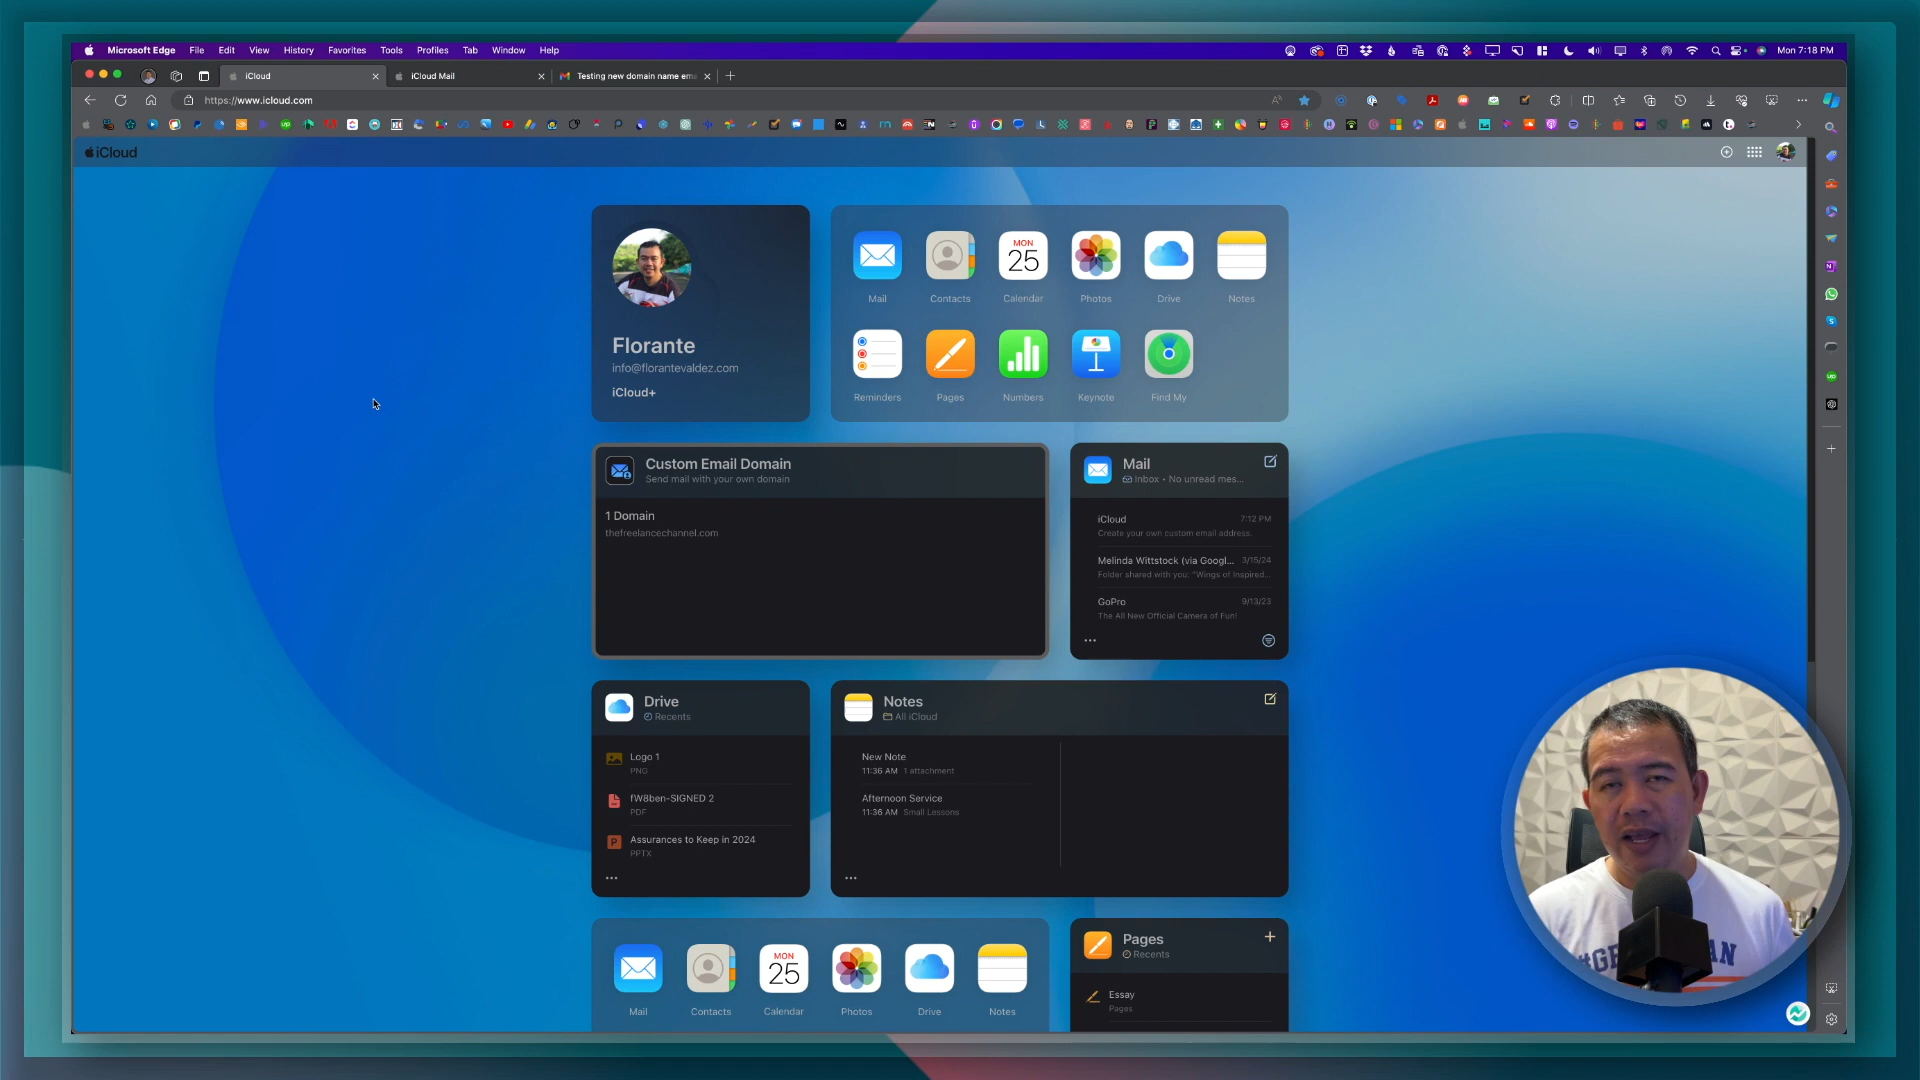 Microsoft Edge File Edit View History Favorites Tools Profiles Tab Window Help Mon 7:18 PM
iCloud iCloud Mail Testing new domain name ema
https://www.icloud.com
iCloud
Florante
info@florantevaldez.com
iCloud+
MON
25
Mail Contacts Calendar Photos Drive Notes
Reminders Pages Numbers Keynote Find My
Custom Email Domain
Send mail with your own domain
1 Domain
thefreelancechannel.com
Mail
Inbox • No unread mes...
iCloud 7:12 PM
Create your own custom email address.
Melinda Wittstock (via Googl... 3/15/24
Folder shared with you: "Wings of Inspired...
GoPro 9/13/23
The All New Official Camera of Fun!
Drive
Recents
Logo 1
PNG
fW8ben-SIGNED 2
PDF
Assurances to Keep in 2024
PPTX
Notes
All iCloud
New Note
11:36 AM 1 attachment
Afternoon Service
11:36 AM Small Lessons
MON
25
Mail Contacts Calendar Photos Drive Notes
Pages
Recents
Essay
Pages